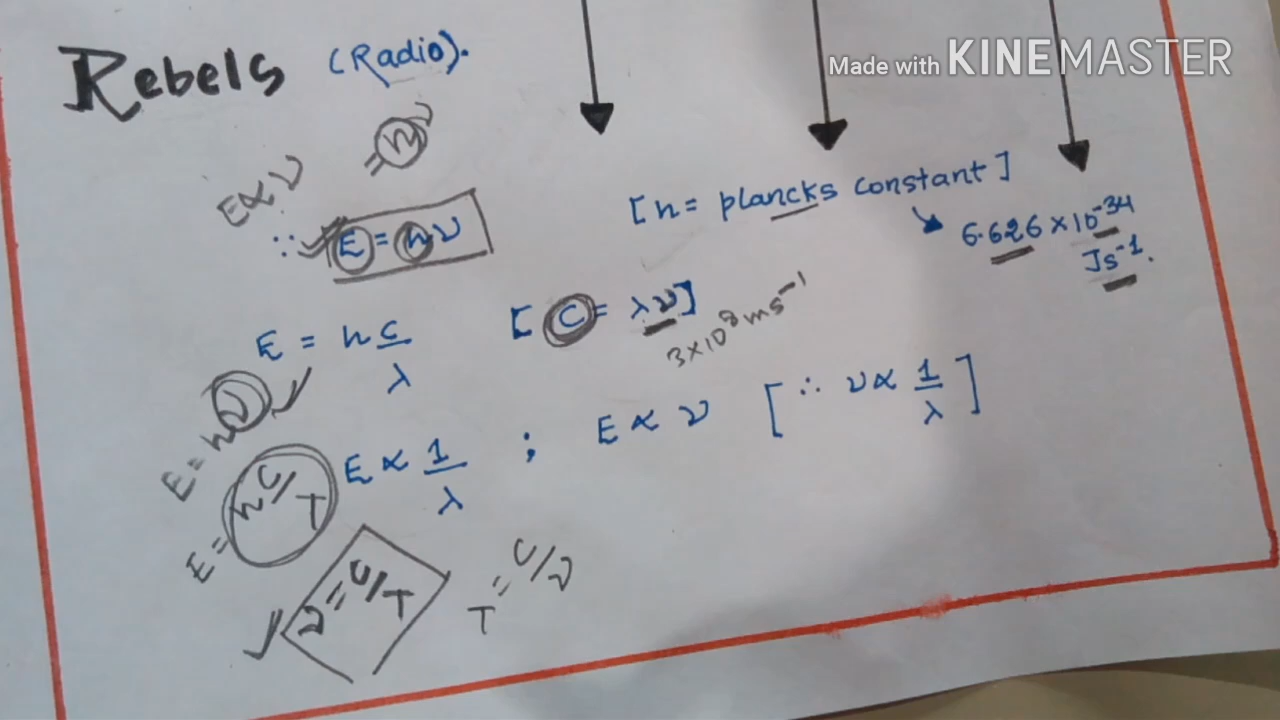 Made with KINEMASTER
Rebels (Radio).
h ν
E∝ν
[h= plancks constant]
∴ E = hν
6.626 × 10⁻³⁴
Js⁻¹.
E = h c/λ [C = λν]
3×10⁸ms⁻¹
E = hν
E ∝ 1/λ ; E ∝ ν [∴ ν ∝ 1/λ]
E = hC/T
ν = C/T T = C/ν